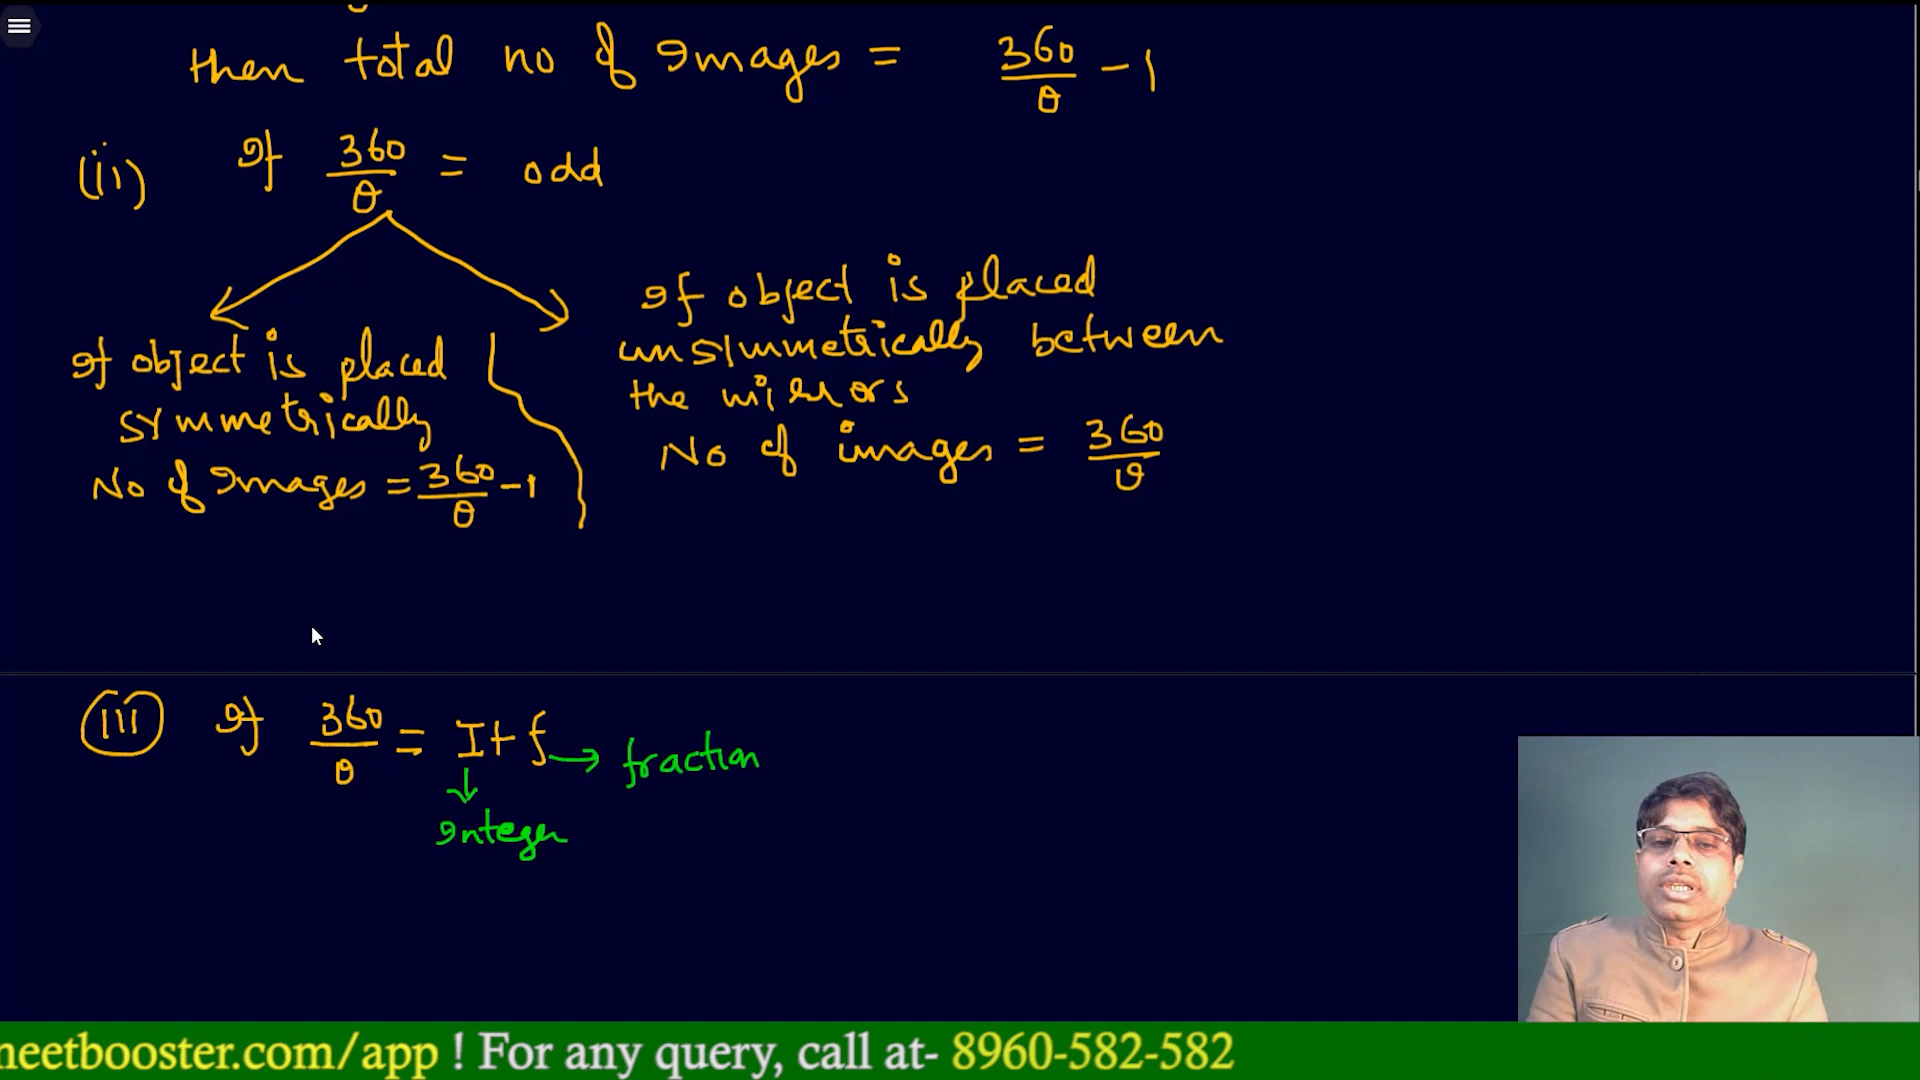 then total no of Images = 360/θ - 1
(ii) If 360/θ = odd
If object is placed
unsymmetrically between
the mirrors
No of images = 360/θ
If object is placed
symmetrically
No of Images = 360/θ - 1
(iii) If 360/θ = I + f → fraction
↓
Integer
neetbooster.com/app ! For any query, call at- 8960-582-582